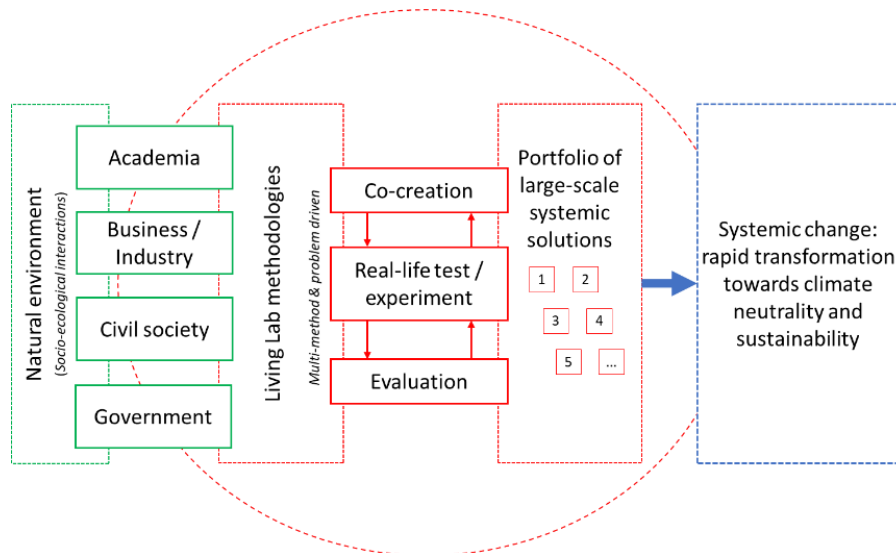 Natural environment
(Socio-ecological interactions)
Academia
Business /
Industry
Civil society
Government
Living Lab methodologies
Multi-method & problem driven
Co-creation
Real-life test /
experiment
Evaluation
Portfolio of
large-scale
systemic
solutions
1 2
3 4
5 ...
Systemic change:
rapid transformation
towards climate
neutrality and
sustainability